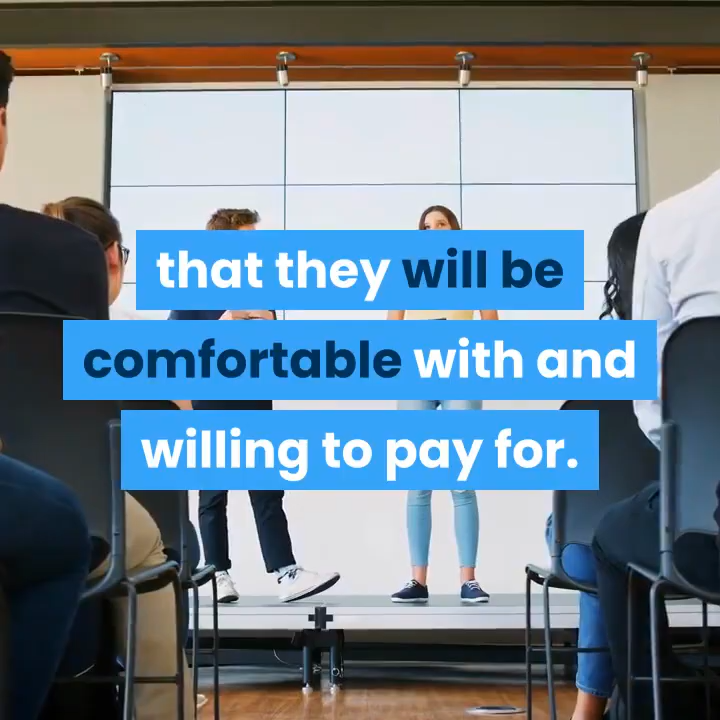 that they will be
comfortable with and
willing to pay for.